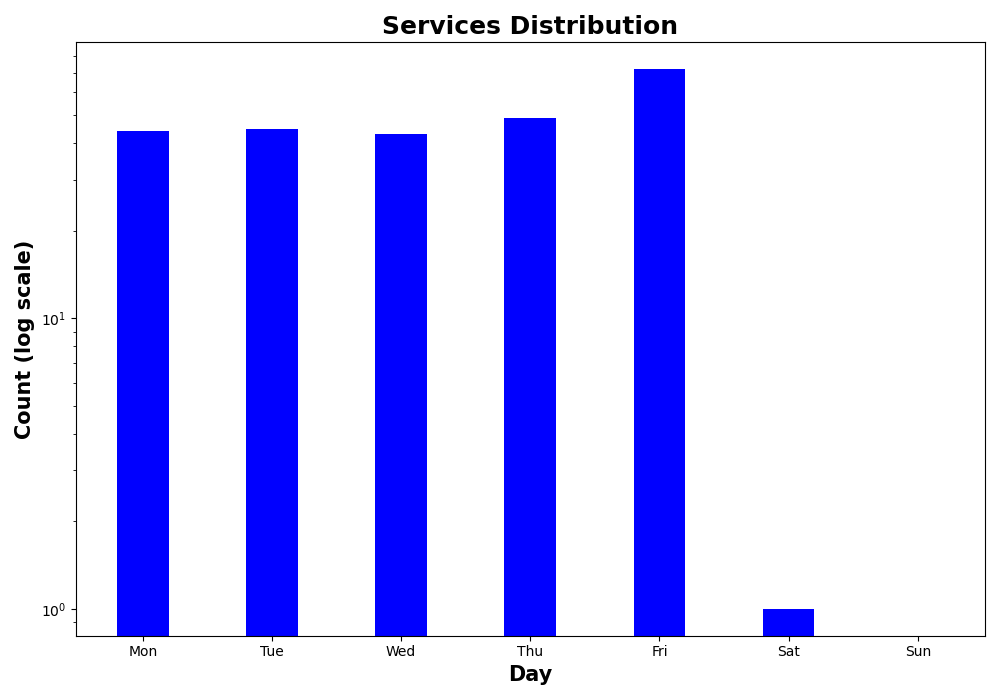 Services Distribution
Count (log scale)
10¹
10⁰
Mon Tue Wed Thu Fri Sat Sun
Day